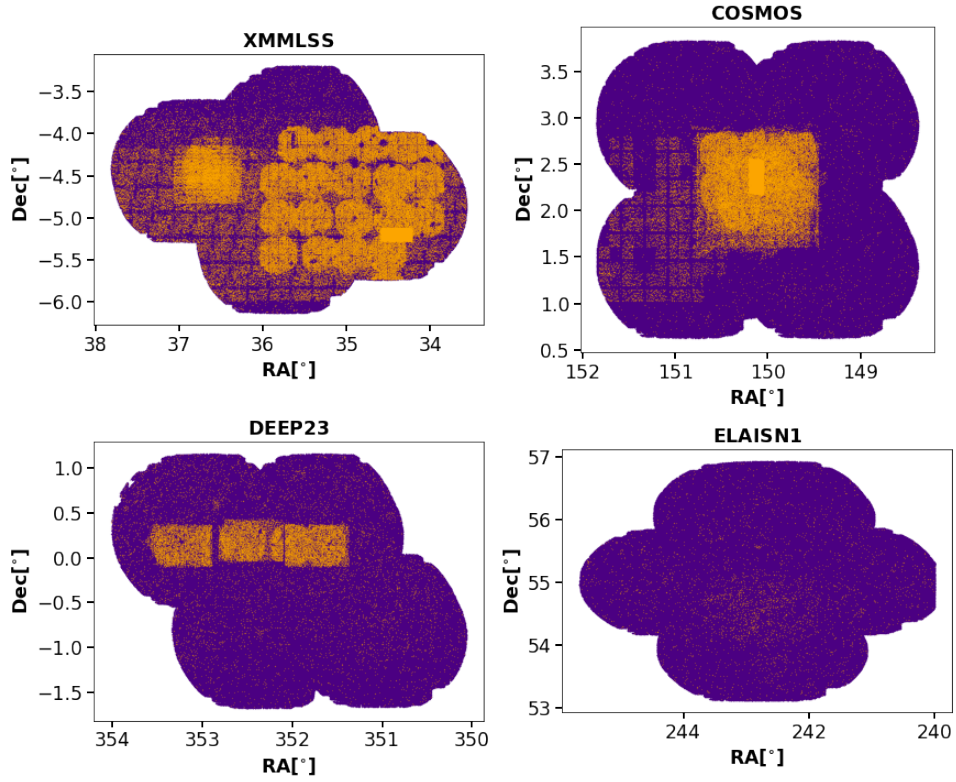 XMMLSS
Dec[°]
−3.5
−4.0
−4.5
−5.0
−5.5
−6.0
38 37 36 35 34
RA[°]
COSMOS
Dec[°]
3.5
3.0
2.5
2.0
1.5
1.0
0.5
152 151 150 149
RA[°]
DEEP23
Dec[°]
1.0
0.5
0.0
−0.5
−1.0
−1.5
354 353 352 351 350
RA[°]
ELAISN1
Dec[°]
57
56
55
54
53
244 242 240
RA[°]